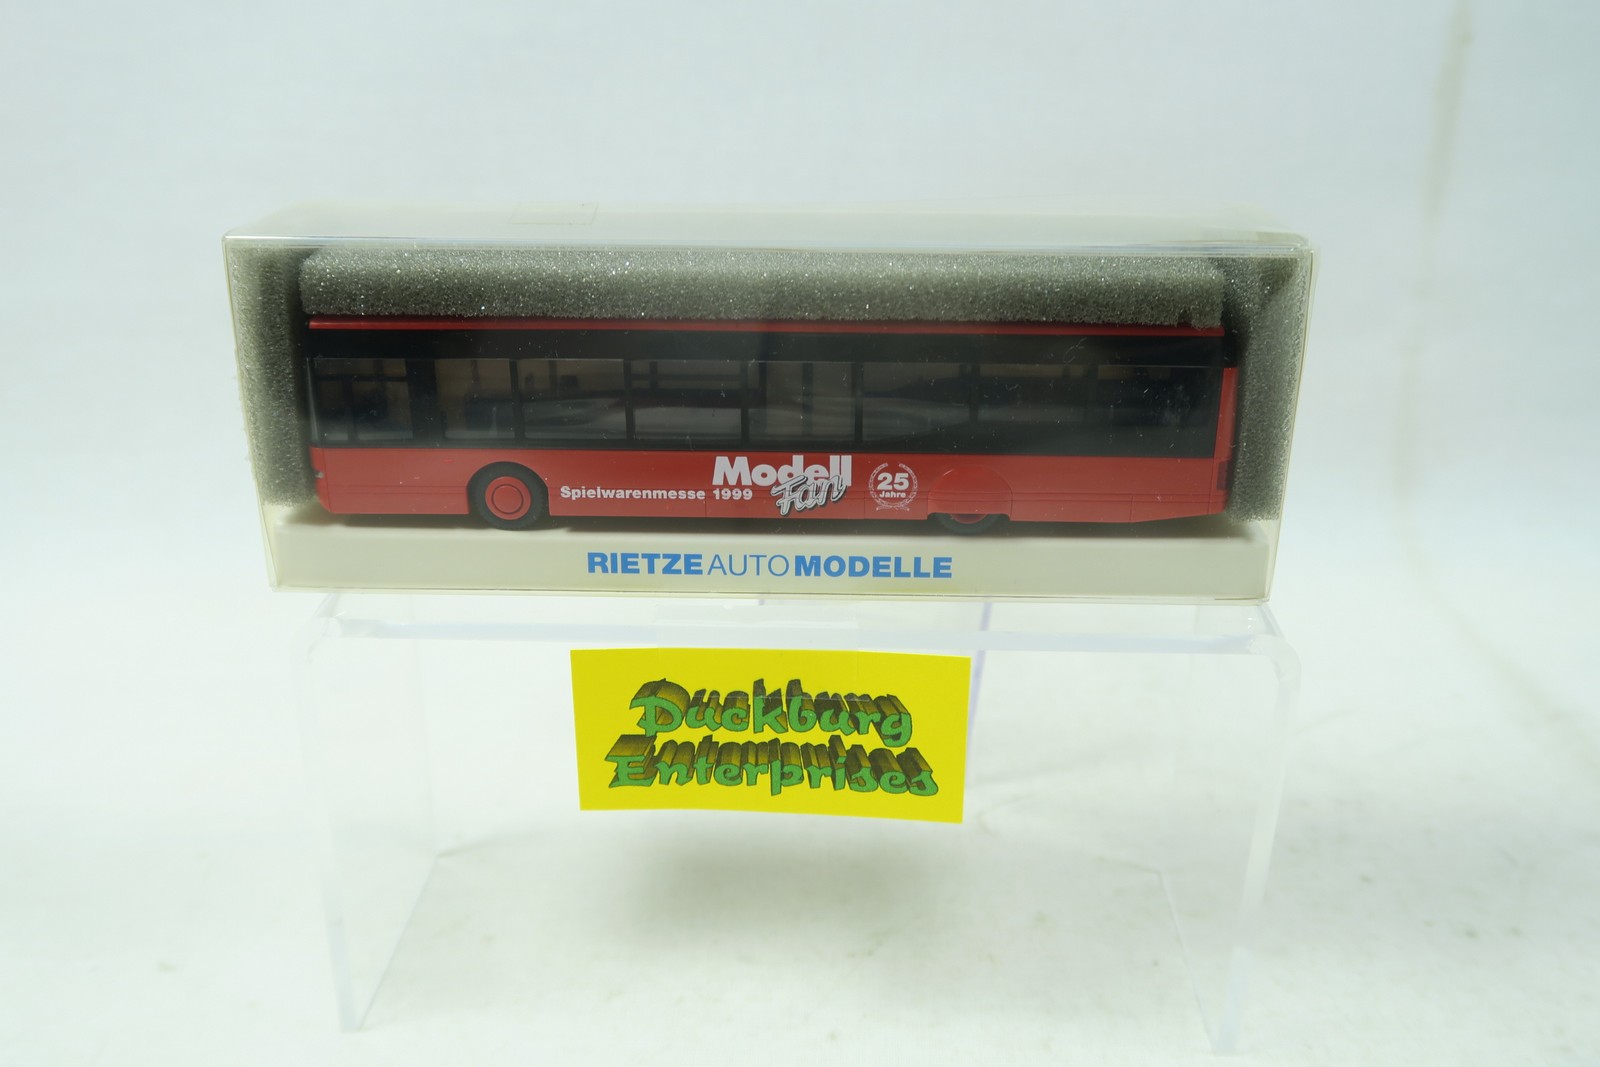 Modell
Fan
Spielwarenmesse 1999
25
Jahre
RIETZE AUTO MODELLE
Duckburg
Enterprises